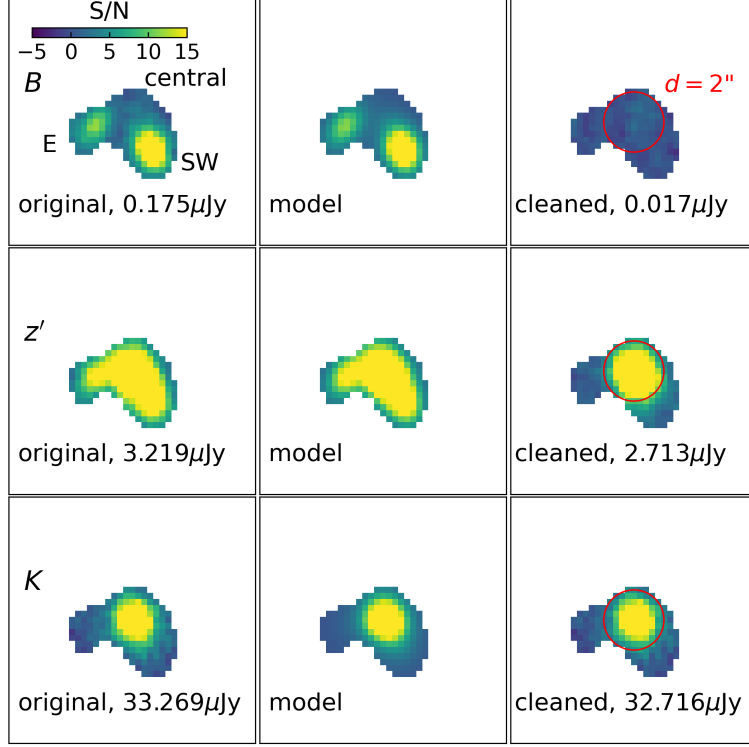 S/N
−5 0 5 10 15
B
central
E
SW
original, 0.175μJy
model
d = 2"
cleaned, 0.017μJy
z′
original, 3.219μJy
model
cleaned, 2.713μJy
K
original, 33.269μJy
model
cleaned, 32.716μJy